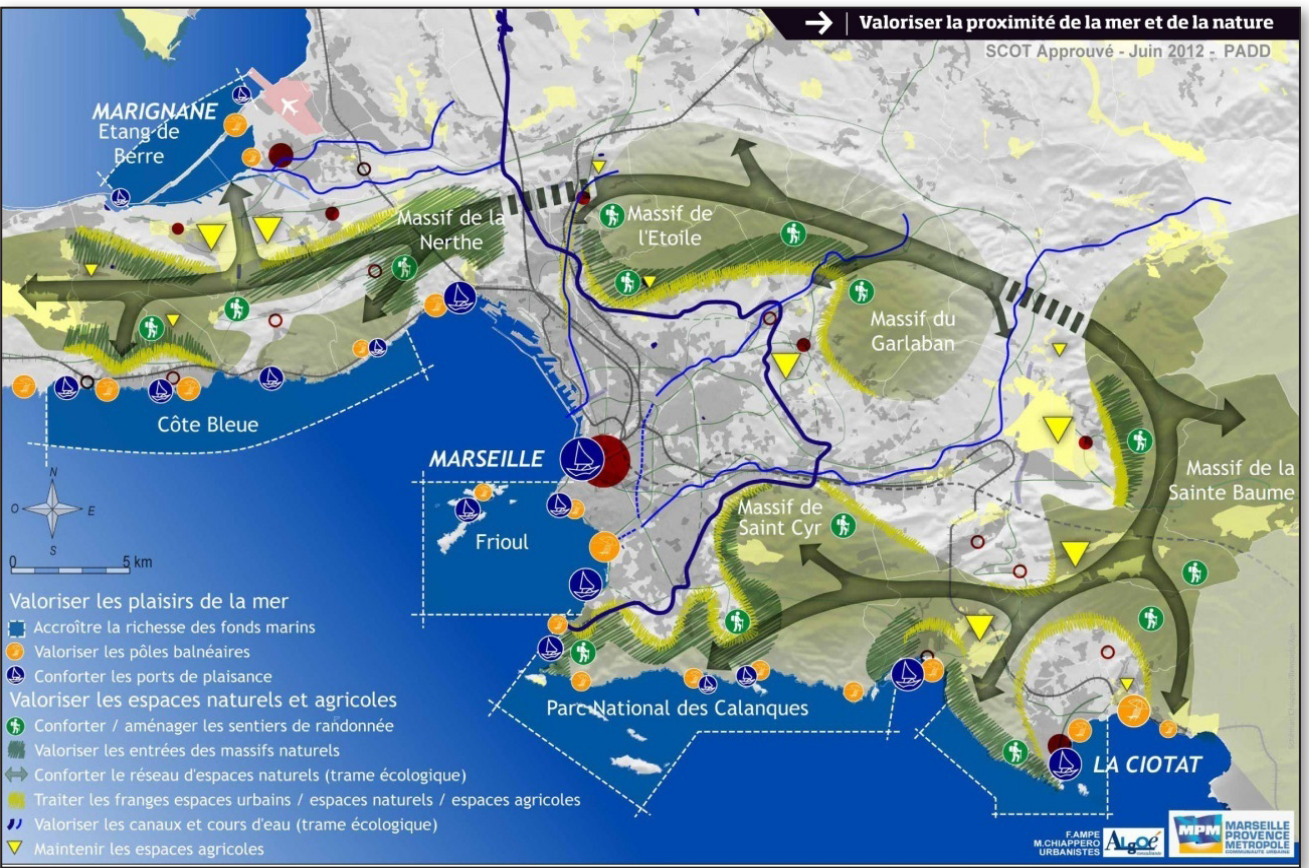 Valoriser la proximité de la mer et de la nature
SCOT Approuvé - Juin 2012 - PADD
MARIGNANE
Etang de
Berre
Massif de la
Nerthe
Massif de
l'Etoile
Massif du
Garlaban
Côte Bleue
MARSEILLE
Massif de la
Sainte Baume
Massif de
Saint Cyr
Frioul
N
O
E
S
0
5 km
Parc National des Calanques
LA CIOTAT
Valoriser les plaisirs de la mer
Accroître la richesse des fonds marins
Valoriser les pôles balnéaires
Conforter les ports de plaisance
Valoriser les espaces naturels et agricoles
Conforter / aménager les sentiers de randonnée
Valoriser les entrées des massifs naturels
Conforter le réseau d'espaces naturels (trame écologique)
Traiter les franges espaces urbains / espaces naturels / espaces agricoles
Valoriser les canaux et cours d'eau (trame écologique)
Maintenir les espaces agricoles
F.AMPE
M.CHIAPPERO
URBANISTES
Algoé
MPM
MARSEILLE
PROVENCE
METROPOLE
COMMUNAUTE URBAINE